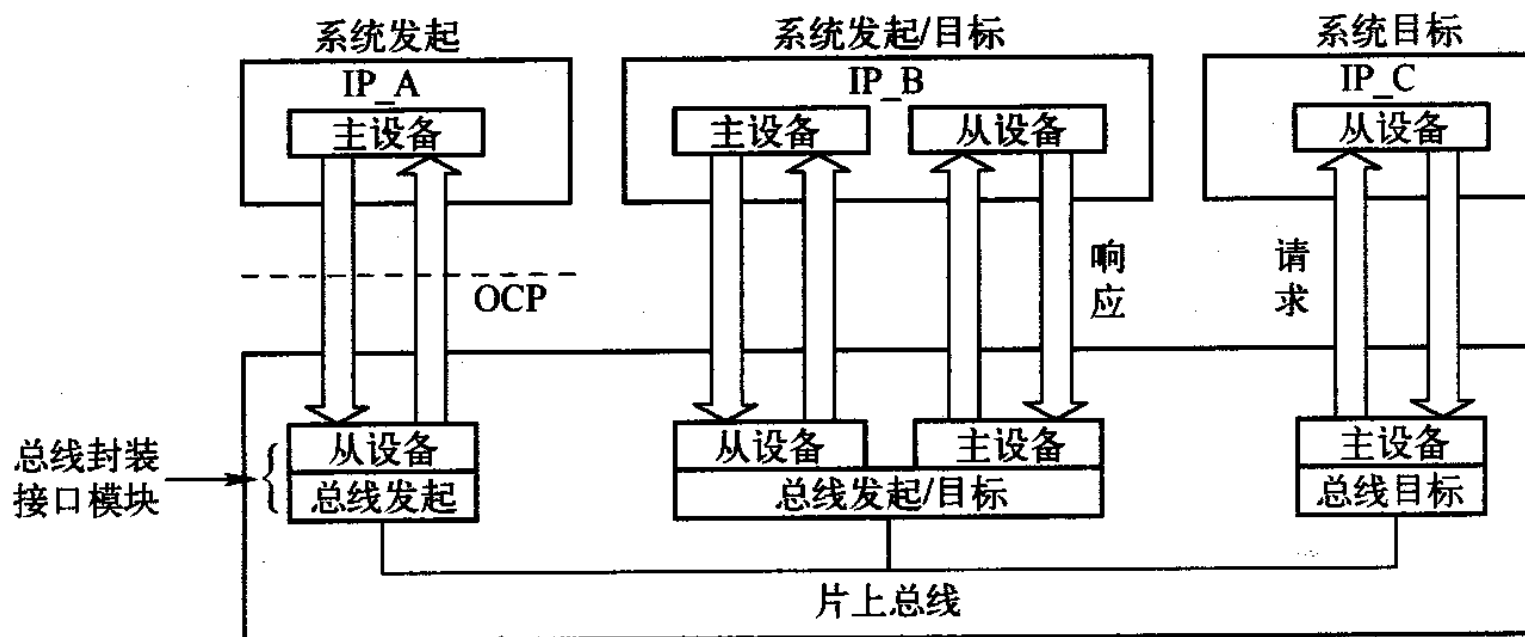 系统发起
系统发起/目标
系统目标
IP_A
IP_B
IP_C
主设备
主设备
从设备
从设备
OCP
响应
请求
总线封装
接口模块
从设备
总线发起
从设备
主设备
总线发起/目标
主设备
总线目标
片上总线